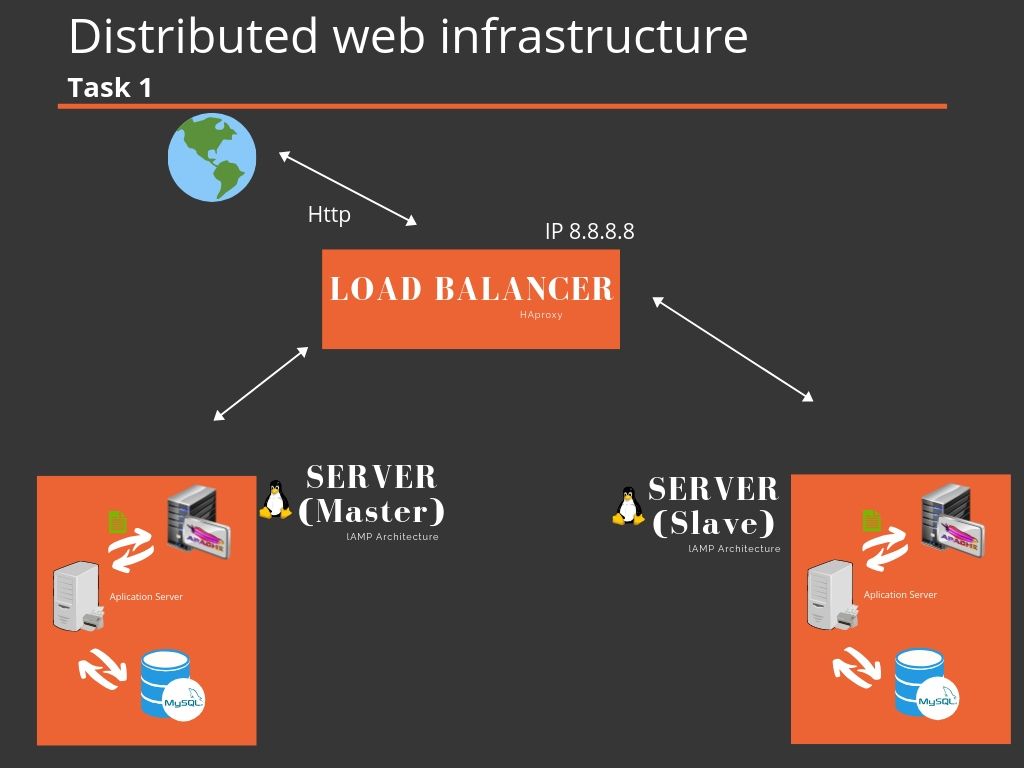 Distributed web infrastructure
Task 1
Http
IP 8.8.8.8
LOAD BALANCER
HAproxy
SERVER
(Master)
lAMP Architecture
SERVER
(Slave)
lAMP Architecture
APACHE
Aplication Server
MySQL
APACHE
Aplication Server
MySQL